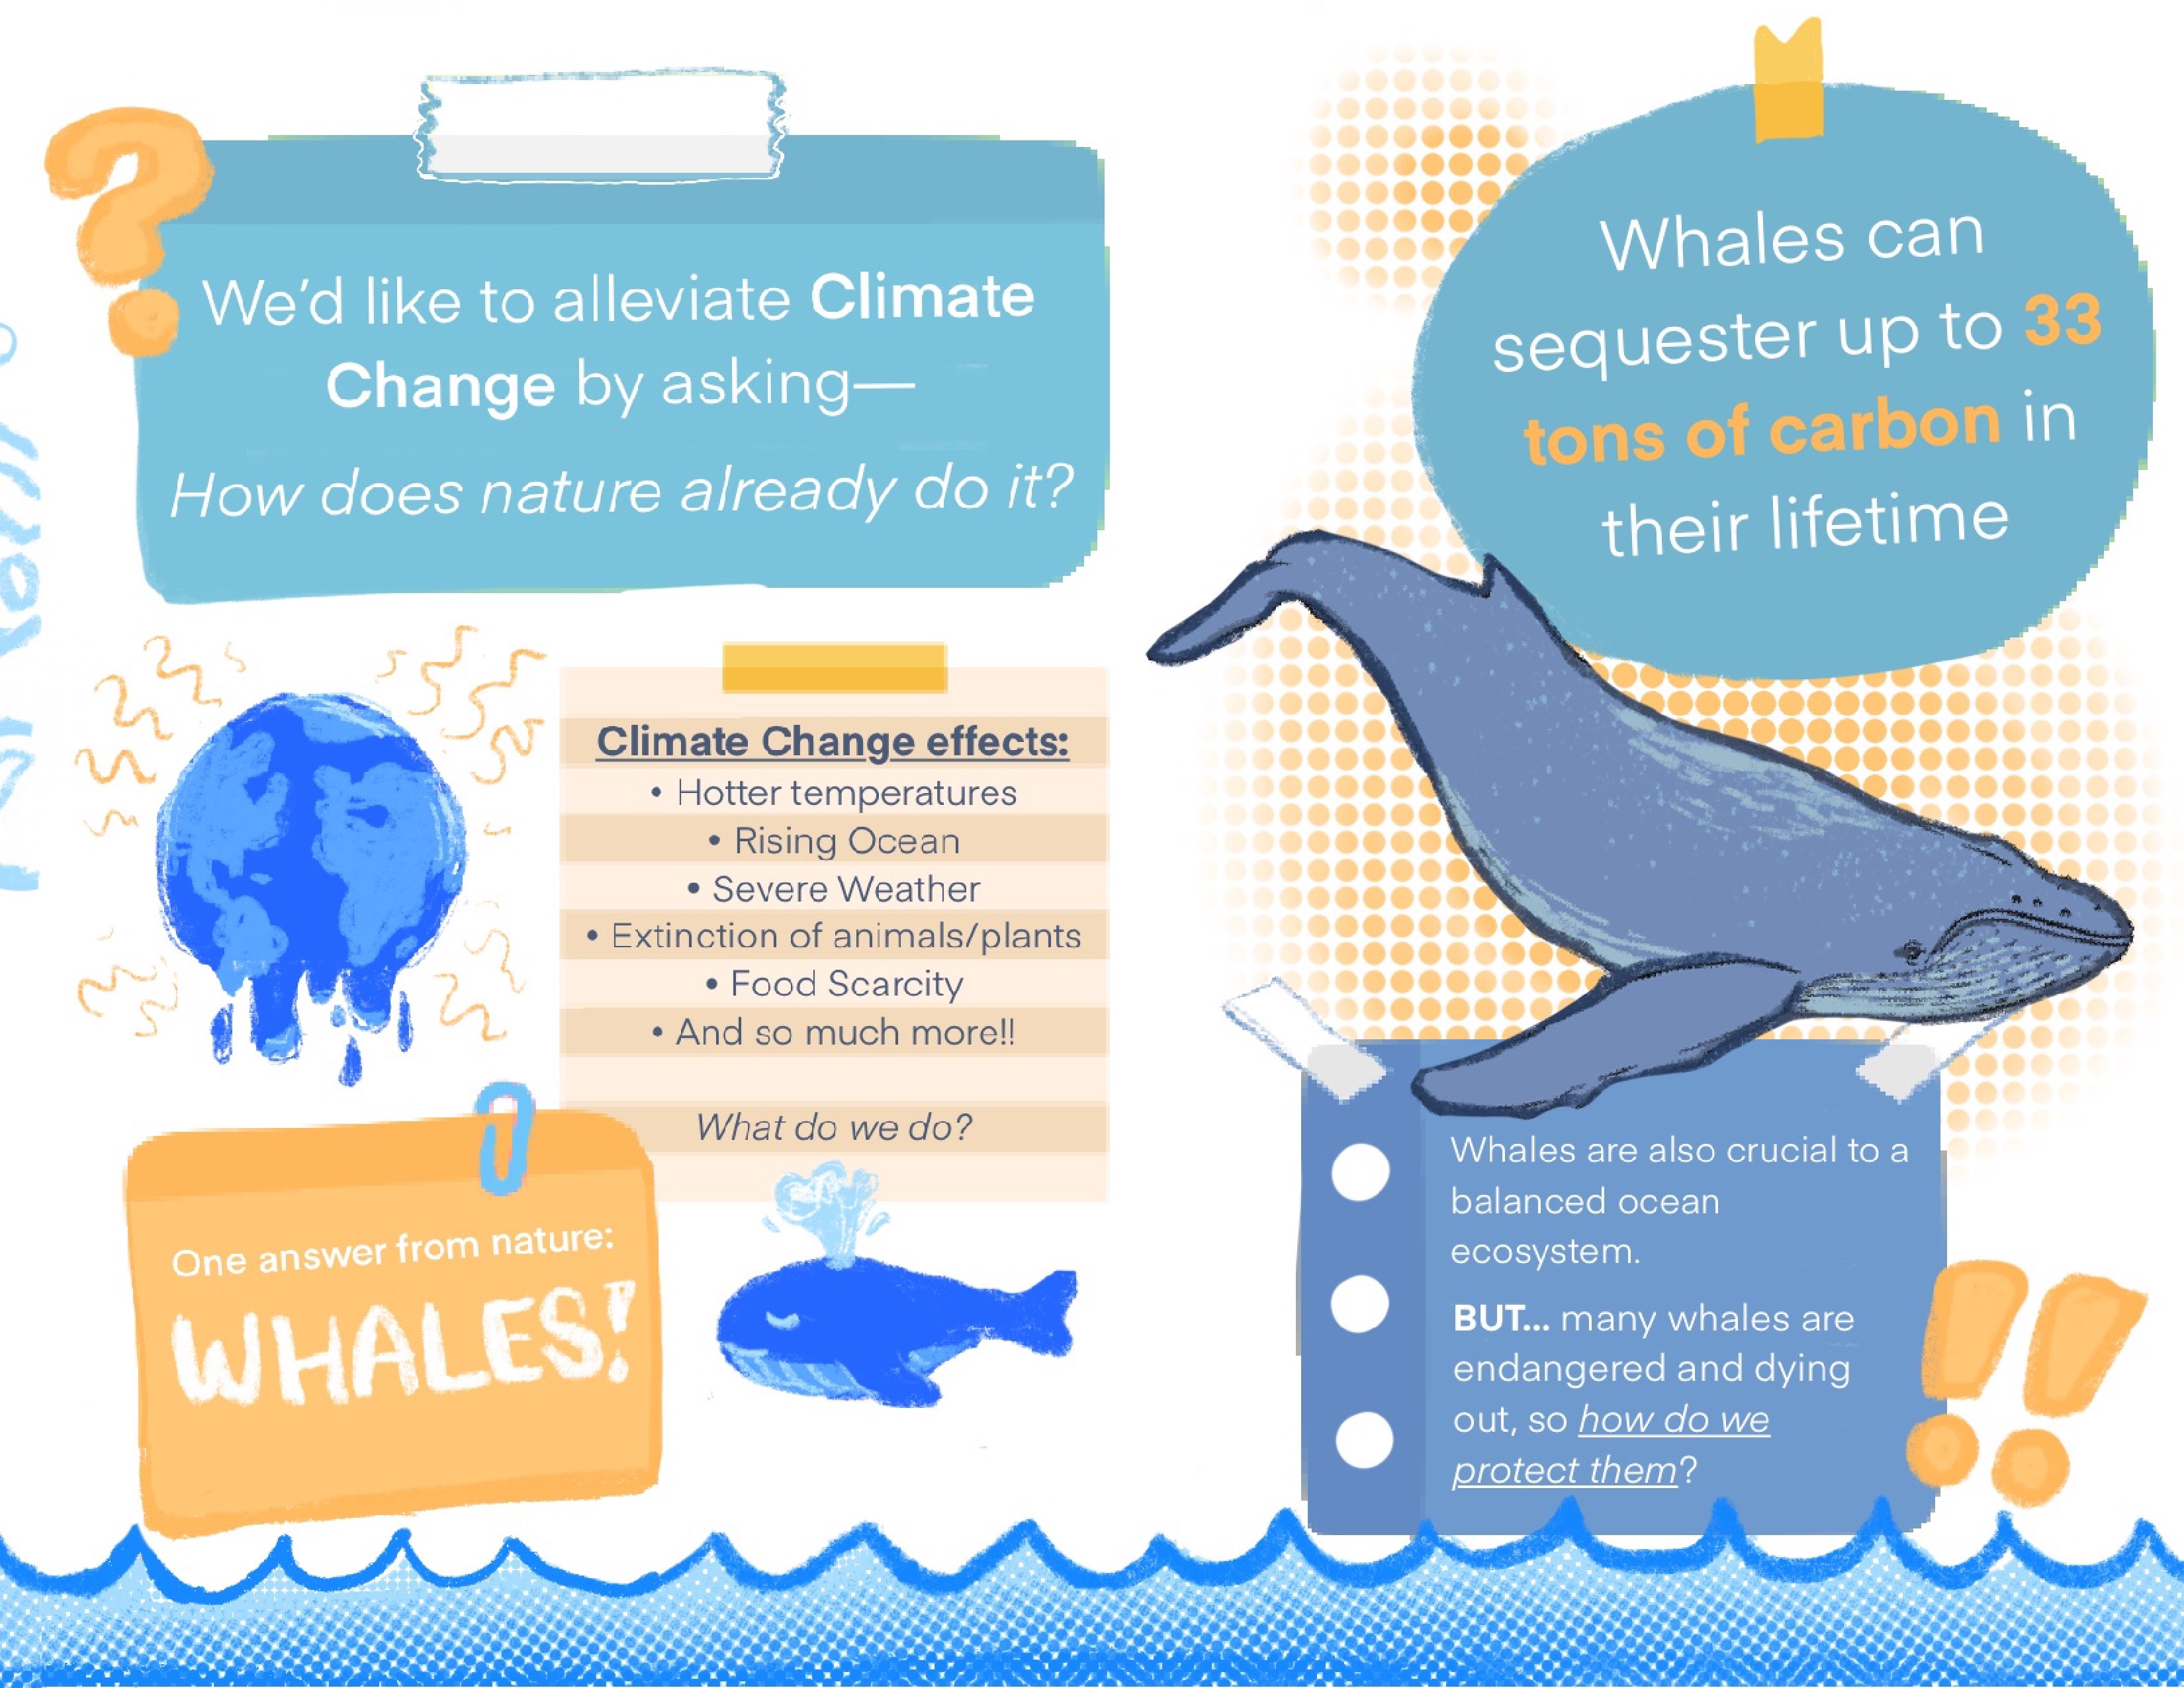 We'd like to alleviate Climate
Change by asking—
How does nature already do it?
Climate Change effects:
• Hotter temperatures
• Rising Ocean
• Severe Weather
• Extinction of animals/plants
• Food Scarcity
• And so much more!!
What do we do?
One answer from nature:
WHALES!
Whales can
sequester up to 33
tons of carbon in
their lifetime
Whales are also crucial to a
balanced ocean
ecosystem.
BUT... many whales are
endangered and dying
out, so how do we
protect them?